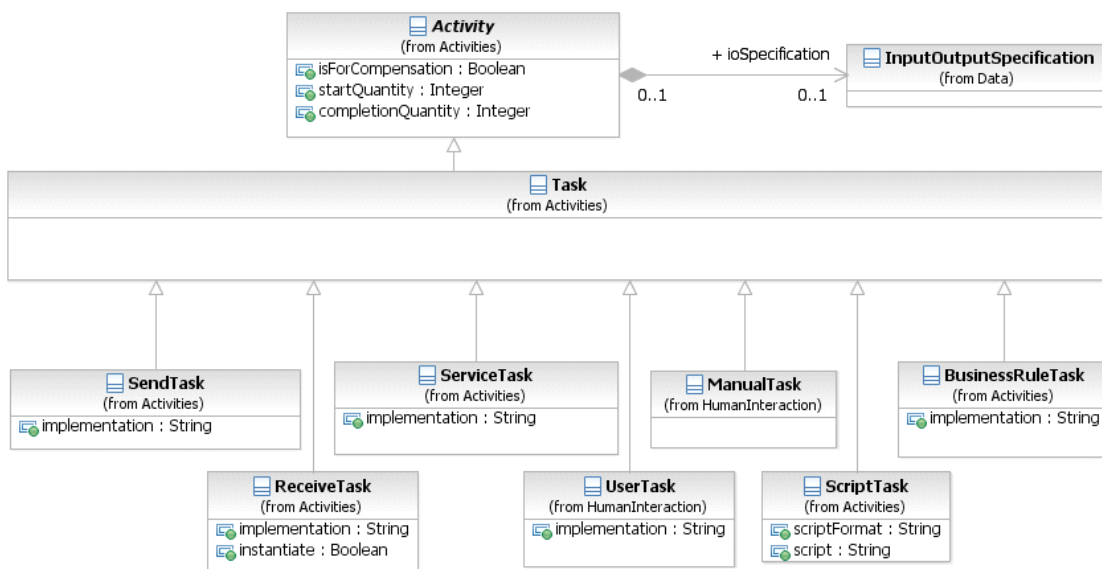 Activity
(from Activities)
isForCompensation : Boolean
startQuantity : Integer
completionQuantity : Integer
+ ioSpecification
0..1
0..1
InputOutputSpecification
(from Data)
Task
(from Activities)
SendTask
(from Activities)
implementation : String
ServiceTask
(from Activities)
implementation : String
ManualTask
(from HumanInteraction)
BusinessRuleTask
(from Activities)
implementation : String
ReceiveTask
(from Activities)
implementation : String
instantiate : Boolean
UserTask
(from HumanInteraction)
implementation : String
ScriptTask
(from Activities)
scriptFormat : String
script : String